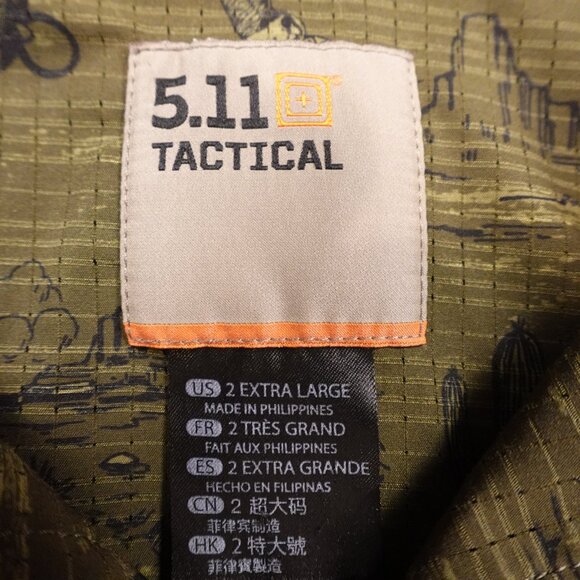 5.11
TACTICAL
US 2 EXTRA LARGE
MADE IN PHILIPPINES
FR 2 TRÈS GRAND
FAIT AUX PHILIPPINES
ES 2 EXTRA GRANDE
HECHO EN FILIPINAS
CN 2 超大码
菲律宾制造
HK 2 特大號
菲律賓製造